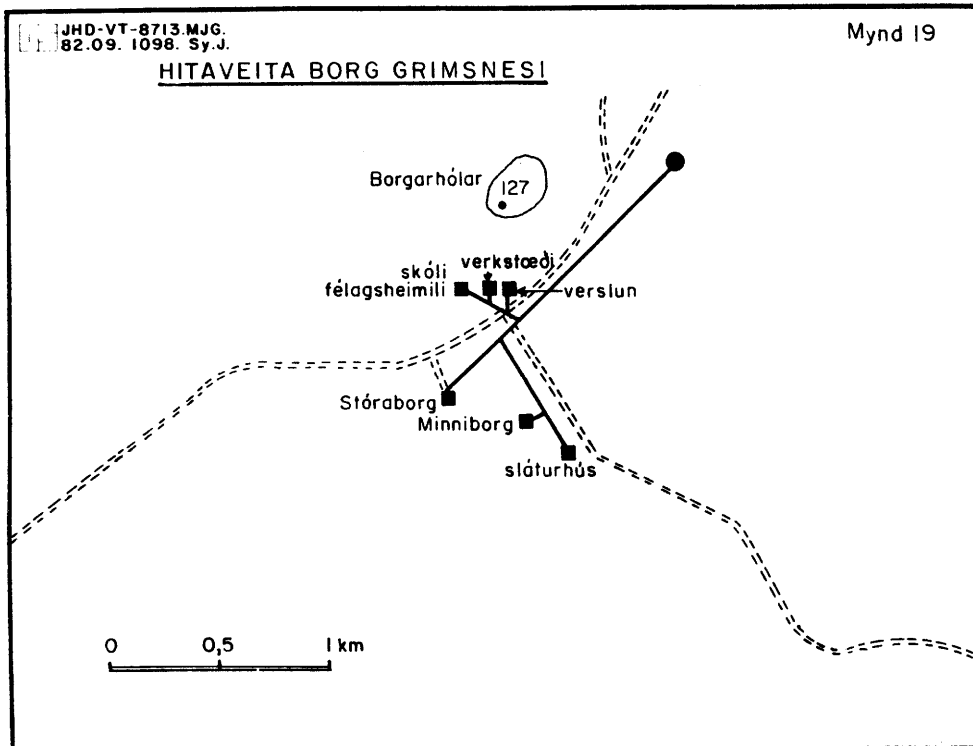 JHD-VT-8713.MJG.
82.09. 1098. Sy.J.
Mynd 19
HITAVEITA BORG GRIMSNESI
Borgarhólar
127
verkstœði
skóli
félagsheimili
verslun
Stóraborg
Minniborg
sláturhús
0 0,5 1 km